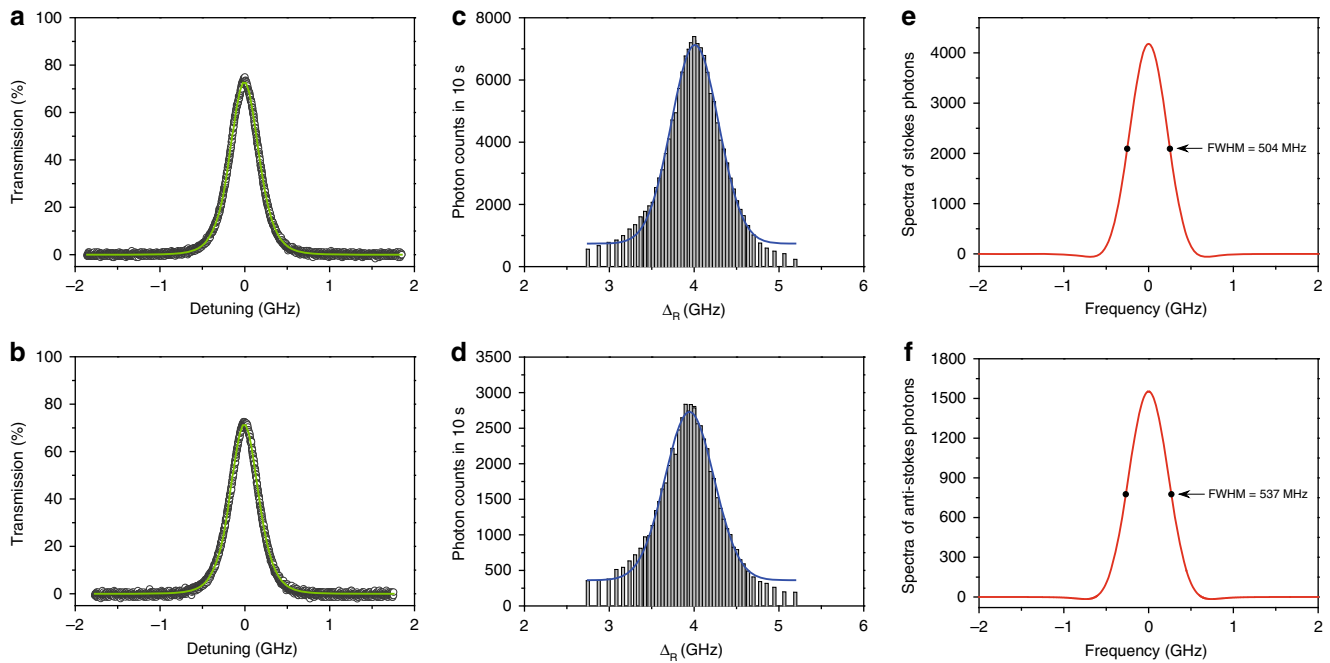 a
100
80
60
40
20
0
Transmission (%)
−2 −1 0 1 2
Detuning (GHz)
c
8000
6000
4000
2000
0
Photon counts in 10 s
2 3 4 5 6
Δ_R (GHz)
e
4000
3000
2000
1000
0
Spectra of stokes photons
FWHM = 504 MHz
−2 −1 0 1 2
Frequency (GHz)
b
100
80
60
40
20
0
Transmission (%)
−2 −1 0 1 2
Detuning (GHz)
d
3500
3000
2500
2000
1500
1000
500
0
Photon counts in 10 s
2 3 4 5 6
Δ_R (GHz)
f
1800
1500
1200
900
600
300
0
Spectra of anti-stokes photons
FWHM = 537 MHz
−2 −1 0 1 2
Frequency (GHz)